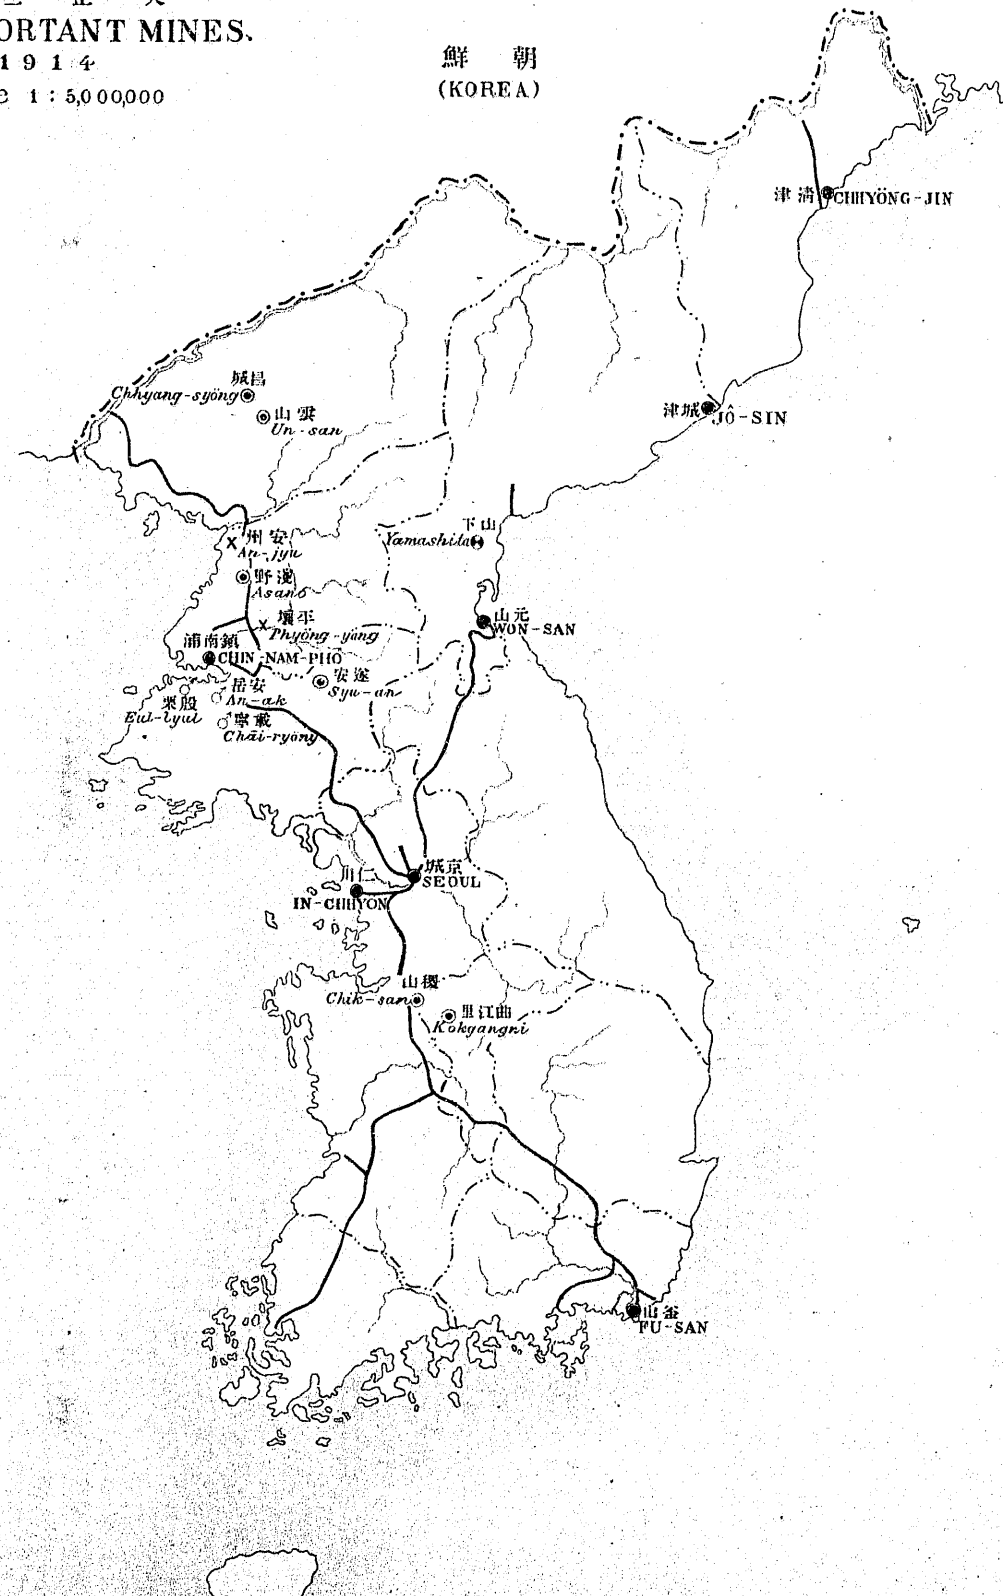 ORTANT MINES.
1914
1 : 5,000,000
鮮朝
(KOREA)
津淸
CHHYÖNG-JIN
城昌
Chhyang-syöng
山雲
Un-san
津城
JÔ-SIN
州安
An-jyu
下山
Yamashita
野淺
Asano
壤平
Phyöng-yang
山元
WON-SAN
浦南鎭
CHIN-NAM-PHO
安遂
Syu-an
栗殷
Eul-lyul
岳安
An-ak
寧載
Chăi-ryöng
城京
SEOUL
川仁
IN-CHHYON
山稷
Chik-san
里江曲
Kokgangni
山釜
FU-SAN